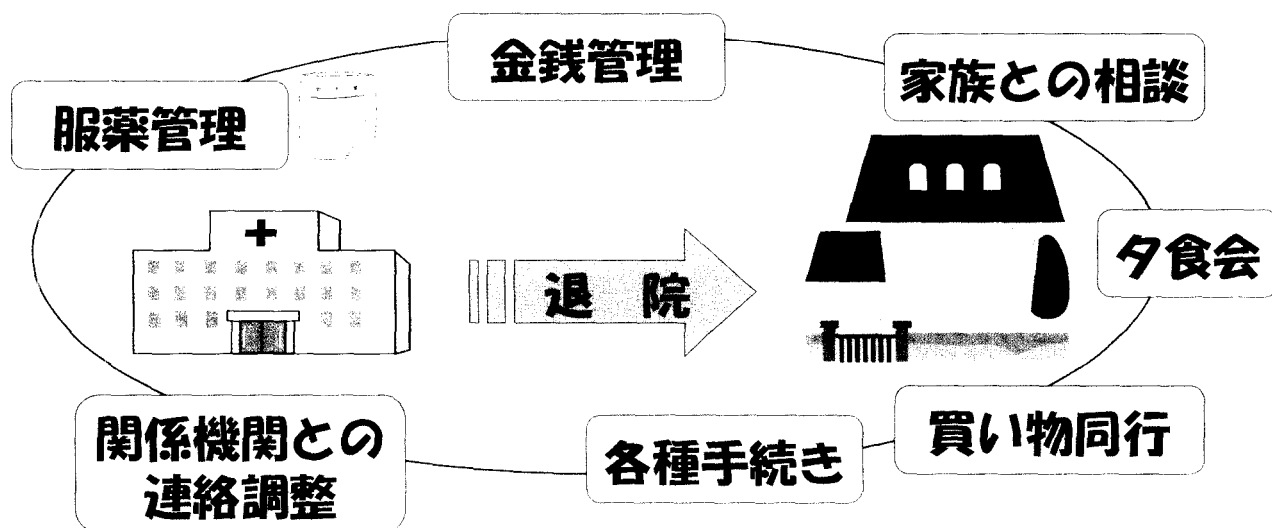 金銭管理
家族との相談
服薬管理
夕食会
退 院
買い物同行
関係機関との
連絡調整
各種手続き